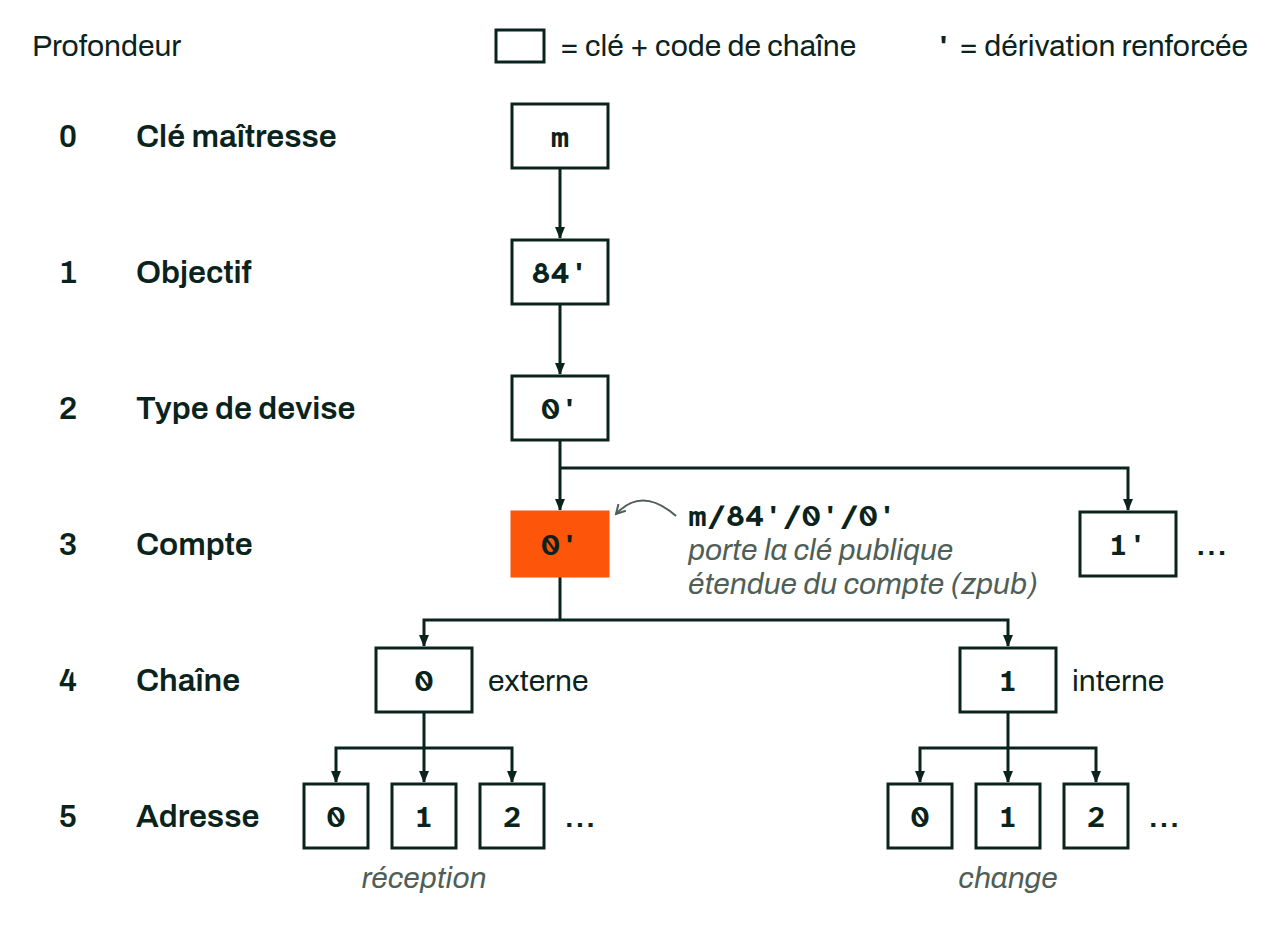 Profondeur
= clé + code de chaîne
' = dérivation renforcée
0 Clé maîtresse
m
1 Objectif
84'
2 Type de devise
0'
3 Compte
0'
m/84'/0'/0'
porte la clé publique
étendue du compte (zpub)
1' ...
4 Chaîne
0 externe
1 interne
5 Adresse
0 1 2 ...
0 1 2 ...
réception
change